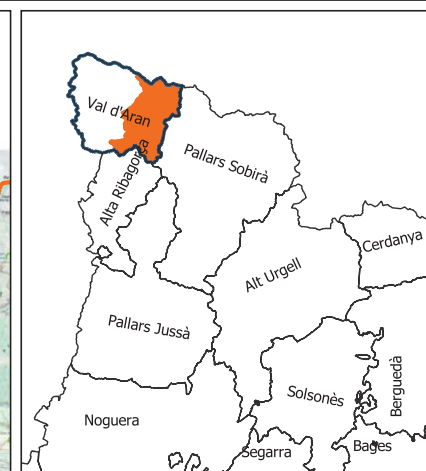 Val d'Aran
Pallars Sobirà
Alta Ribagorça
Cerdanya
Alt Urgell
Pallars Jussà
Berguedà
Solsonès
Noguera
Segarra
Bages